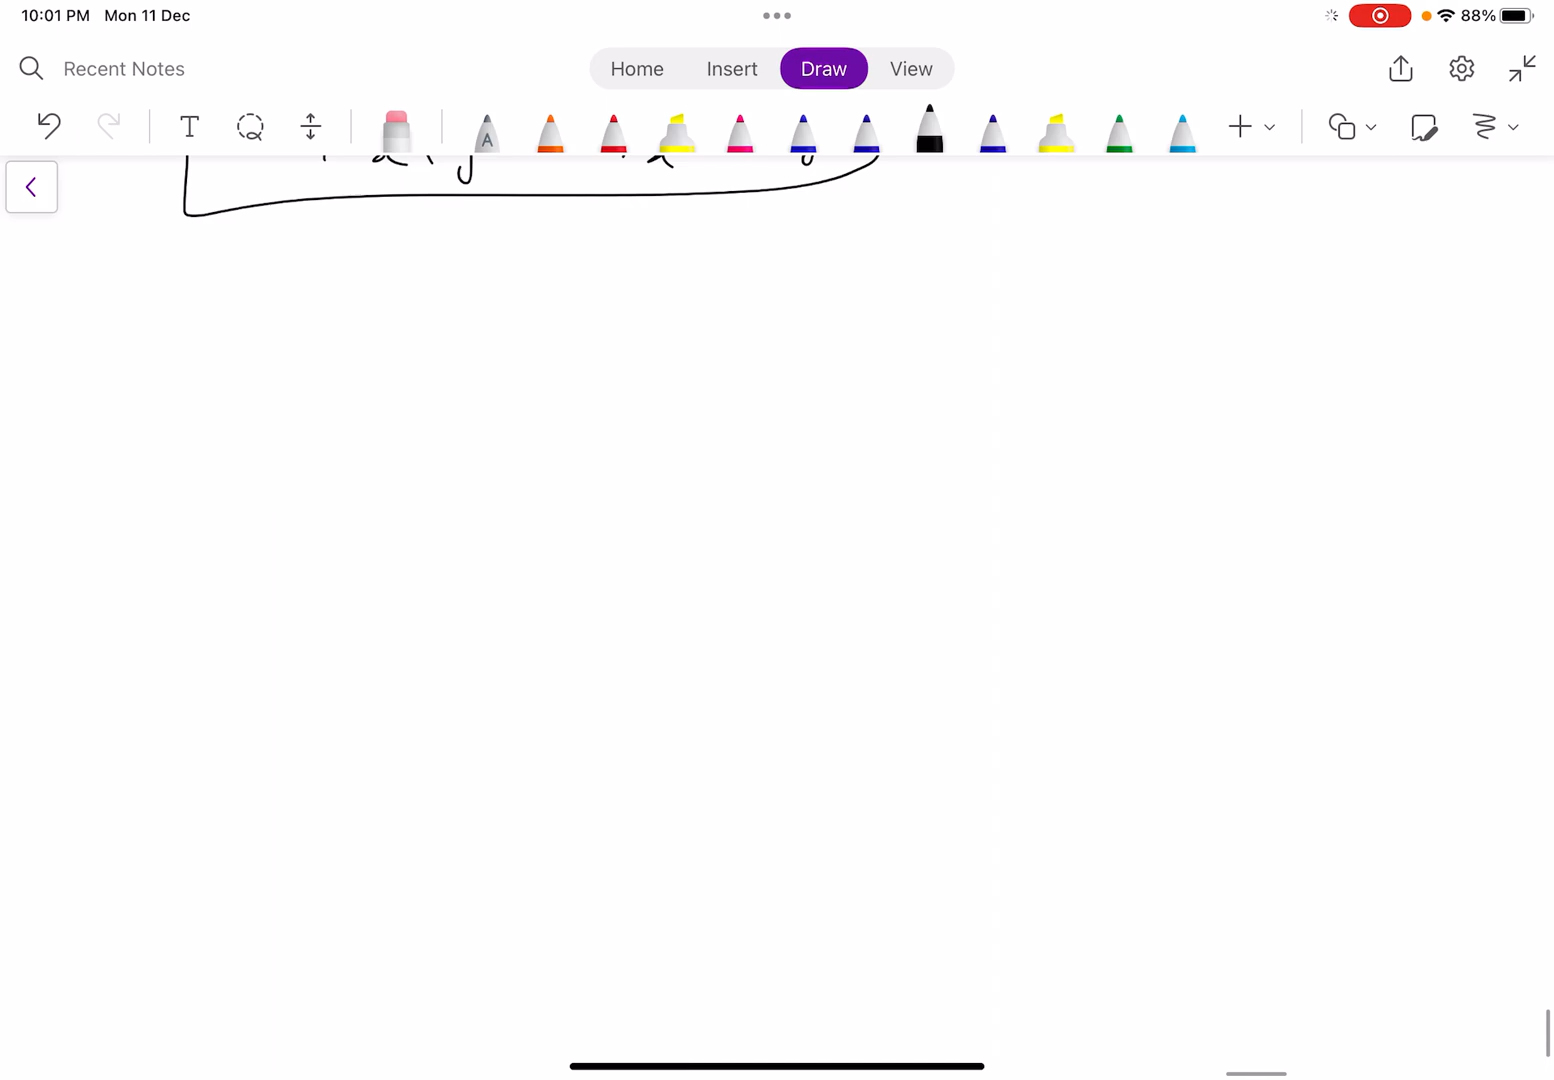 10:01 PM Mon 11 Dec
88%
Recent Notes
Home Insert Draw View
T
A